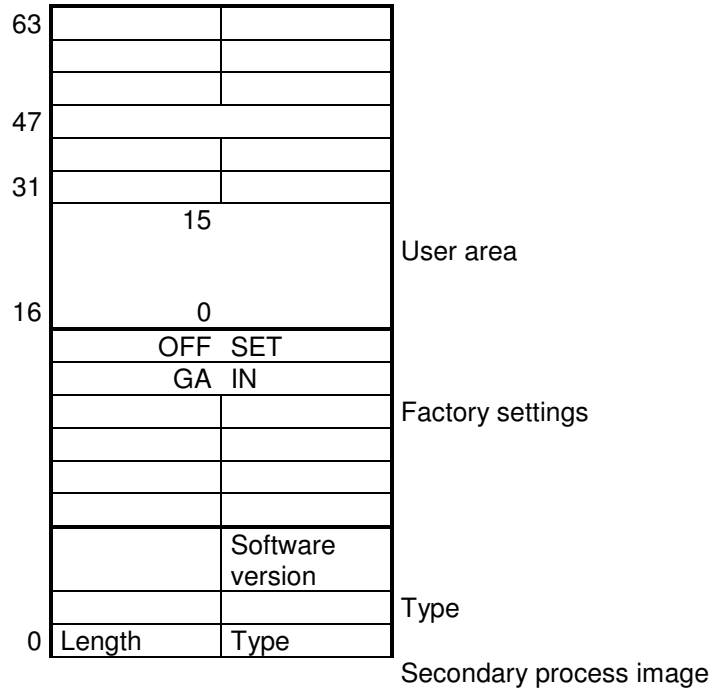 63
47
31
15
User area
16 0
OFF SET
GA IN
Factory settings
Software
version
Type
0 Length Type
Secondary process image